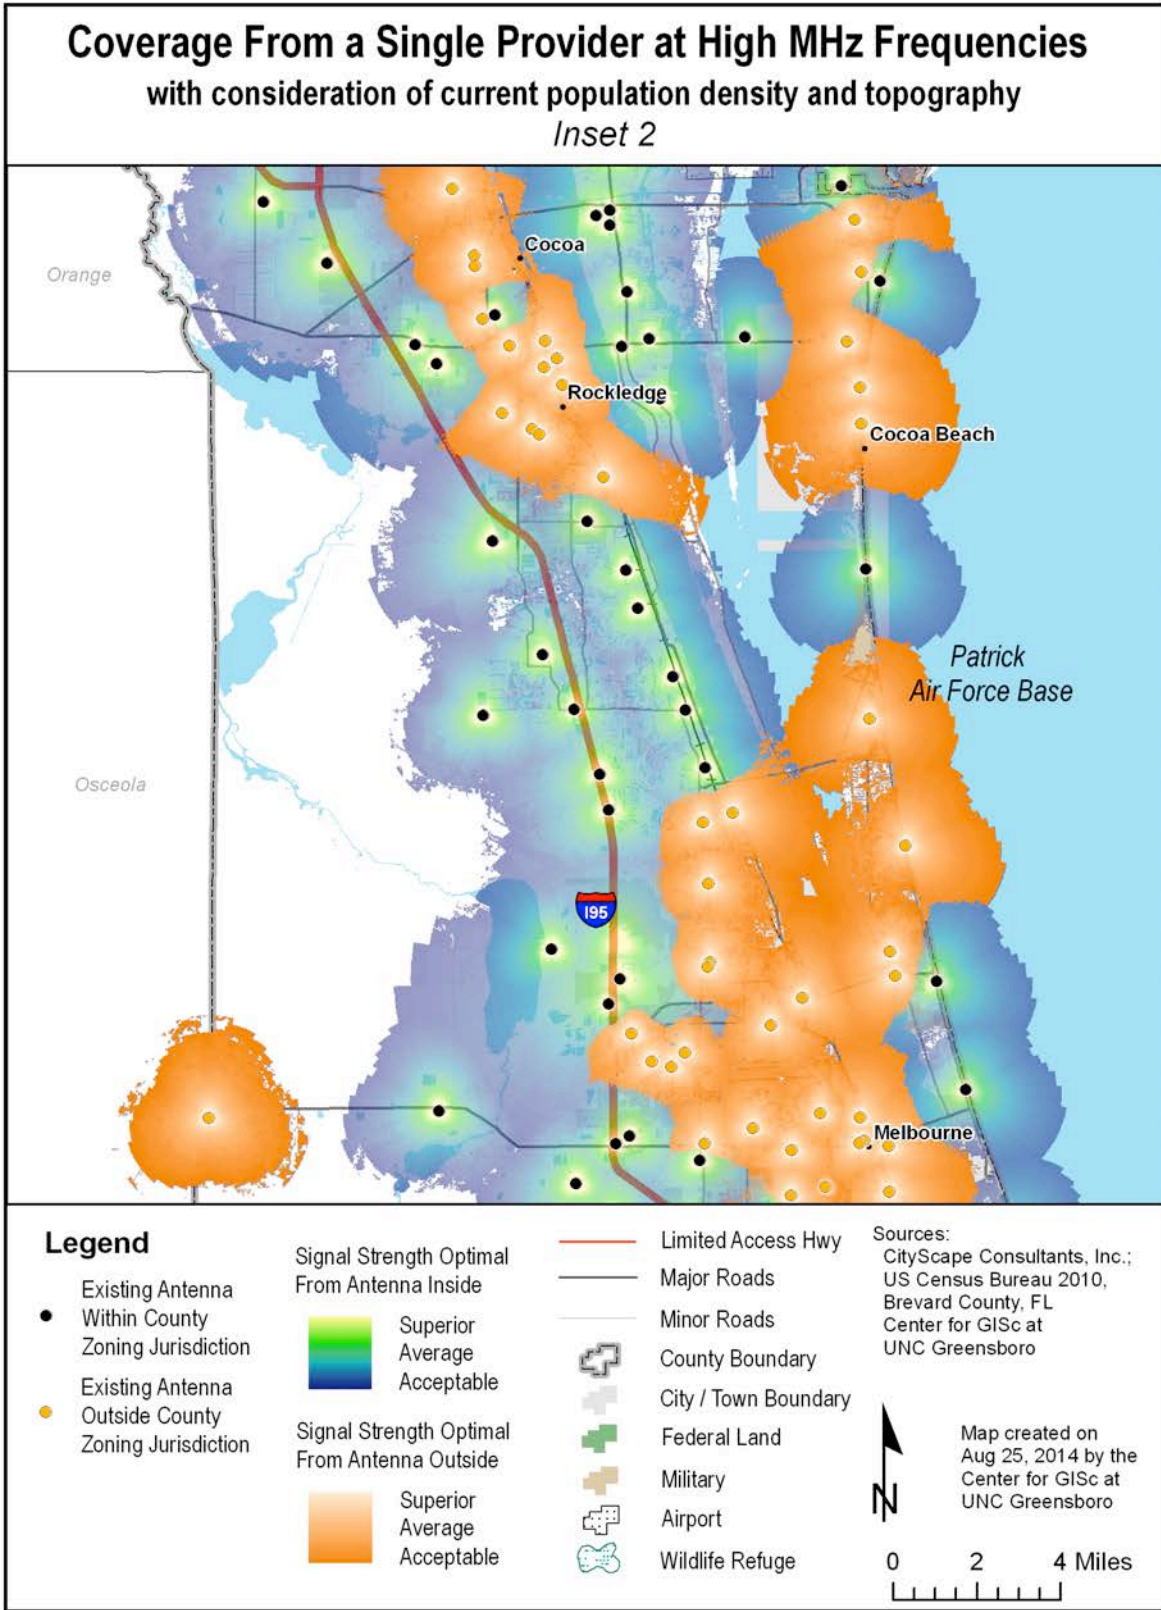 Coverage From a Single Provider at High MHz Frequencies
with consideration of current population density and topography
Inset 2
Cocoa
Orange
Rockledge
Cocoa Beach
Patrick
Air Force Base
Osceola
I95
Melbourne
Legend
Existing Antenna
Within County
Zoning Jurisdiction
Existing Antenna
Outside County
Zoning Jurisdiction
Signal Strength Optimal
From Antenna Inside
Superior
Average
Acceptable
Signal Strength Optimal
From Antenna Outside
Superior
Average
Acceptable
Limited Access Hwy
Major Roads
Minor Roads
County Boundary
City / Town Boundary
Federal Land
Military
Airport
Wildlife Refuge
Sources:
CityScape Consultants, Inc.;
US Census Bureau 2010,
Brevard County, FL
Center for GISc at
UNC Greensboro
N
Map created on
Aug 25, 2014 by the
Center for GISc at
UNC Greensboro
0 2 4 Miles